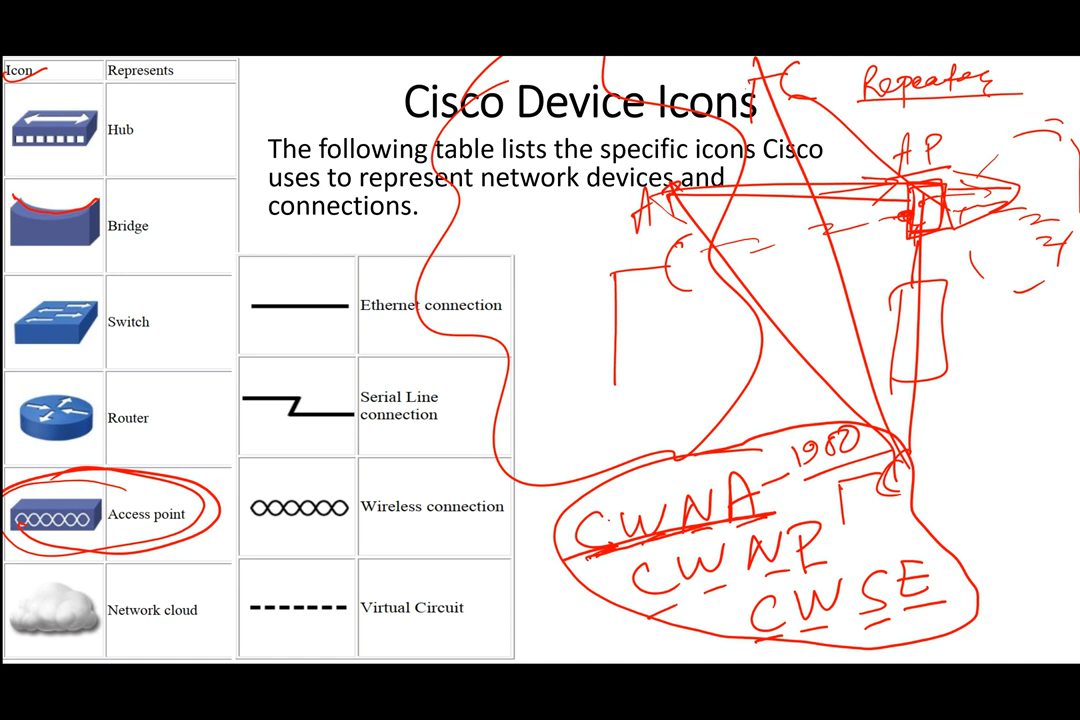 Icon Represents
Hub
Bridge
Switch
Router
Access point
Network cloud
Cisco Device Icons
The following table lists the specific icons Cisco
uses to represent network devices and
connections.
Ethernet connection
Serial Line
connection
Wireless connection
Virtual Circuit
Repeater
AP
CWNA
CWNP
CWSE